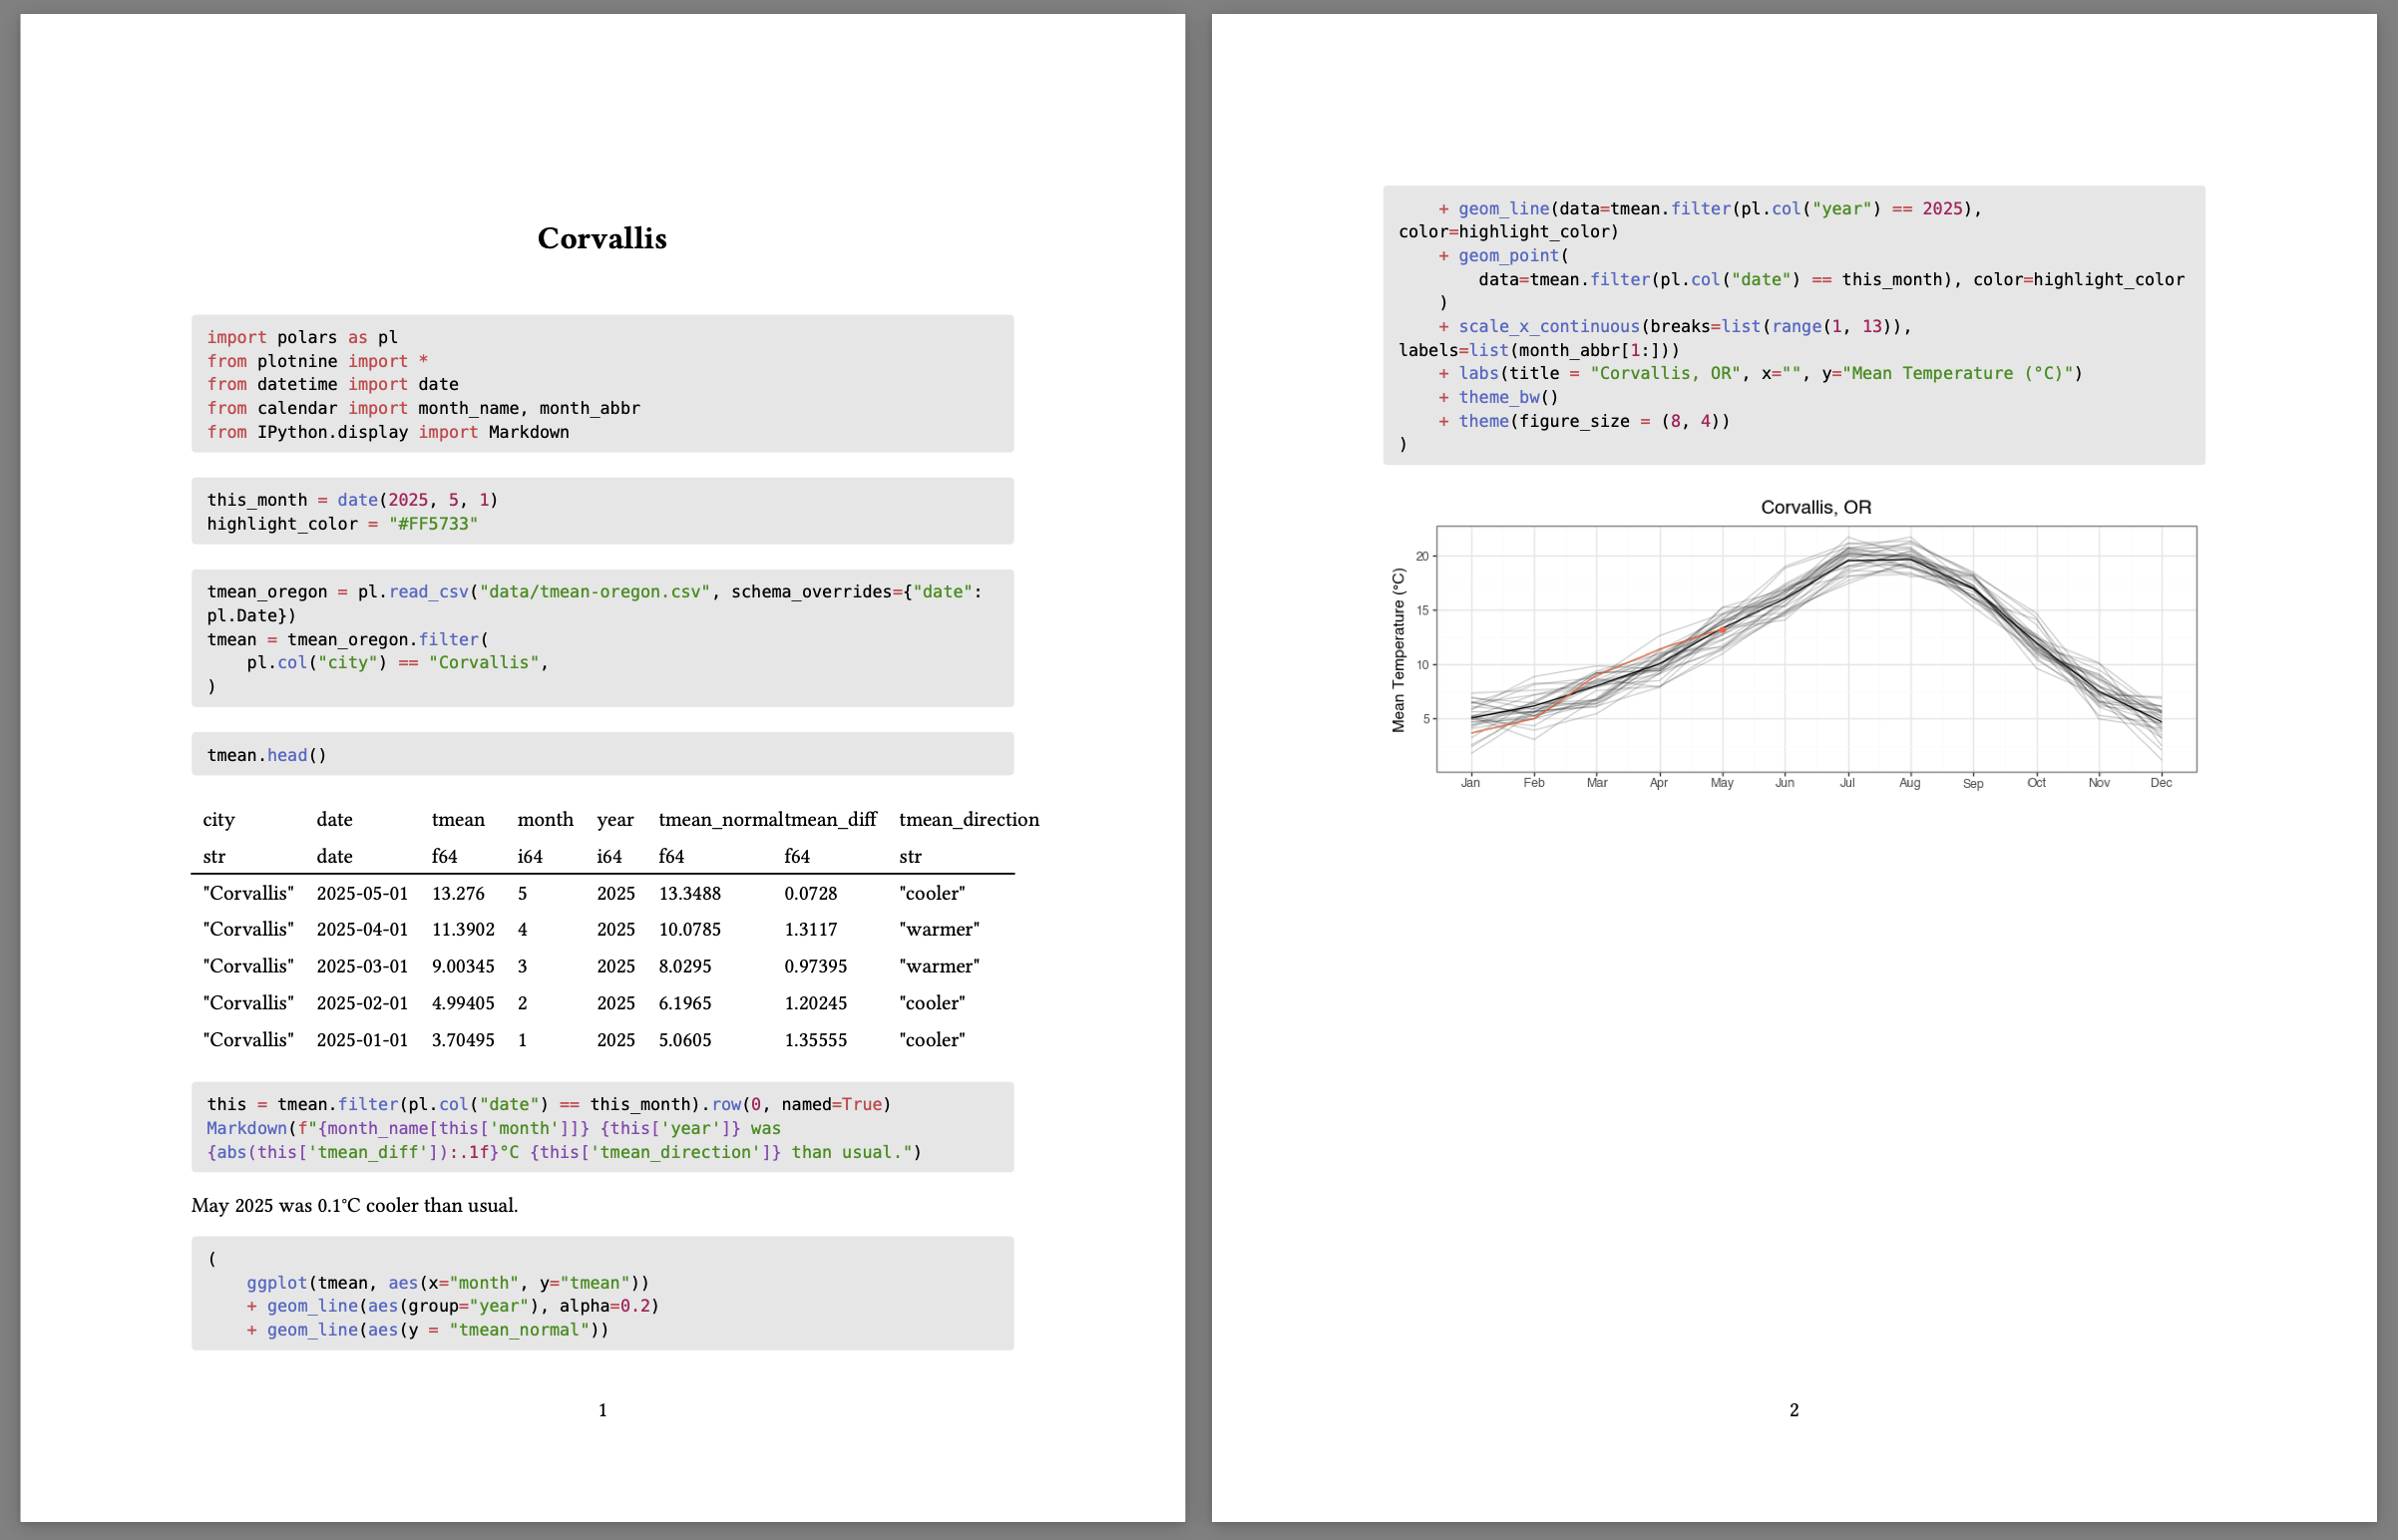 Corvallis
import polars as pl
from plotnine import *
from datetime import date
from calendar import month_name, month_abbr
from IPython.display import Markdown
this_month = date(2025, 5, 1)
highlight_color = "#FF5733"
tmean_oregon = pl.read_csv("data/tmean-oregon.csv", schema_overrides={"date":
pl.Date})
tmean = tmean_oregon.filter(
    pl.col("city") == "Corvallis",
)
tmean.head()
city date tmean month year tmean_normal tmean_diff tmean_direction
str date f64 i64 i64 f64 f64 str
"Corvallis" 2025-05-01 13.276 5 2025 13.3488 0.0728 "cooler"
"Corvallis" 2025-04-01 11.3902 4 2025 10.0785 1.3117 "warmer"
"Corvallis" 2025-03-01 9.00345 3 2025 8.0295 0.97395 "warmer"
"Corvallis" 2025-02-01 4.99405 2 2025 6.1965 1.20245 "cooler"
"Corvallis" 2025-01-01 3.70495 1 2025 5.0605 1.35555 "cooler"
this = tmean.filter(pl.col("date") == this_month).row(0, named=True)
Markdown(f"{month_name[this['month']]} {this['year']} was
{abs(this['tmean_diff']):.1f}°C {this['tmean_direction']} than usual.")
May 2025 was 0.1°C cooler than usual.
(
    ggplot(tmean, aes(x="month", y="tmean"))
    + geom_line(aes(group="year"), alpha=0.2)
    + geom_line(aes(y = "tmean_normal"))
1
    + geom_line(data=tmean.filter(pl.col("year") == 2025),
color=highlight_color)
    + geom_point(
        data=tmean.filter(pl.col("date") == this_month), color=highlight_color
    )
    + scale_x_continuous(breaks=list(range(1, 13)),
labels=list(month_abbr[1:]))
    + labs(title = "Corvallis, OR", x="", y="Mean Temperature (°C)")
    + theme_bw()
    + theme(figure_size = (8, 4))
)
Corvallis, OR
Mean Temperature (°C)
20
15
10
5
Jan Feb Mar Apr May Jun Jul Aug Sep Oct Nov Dec
2